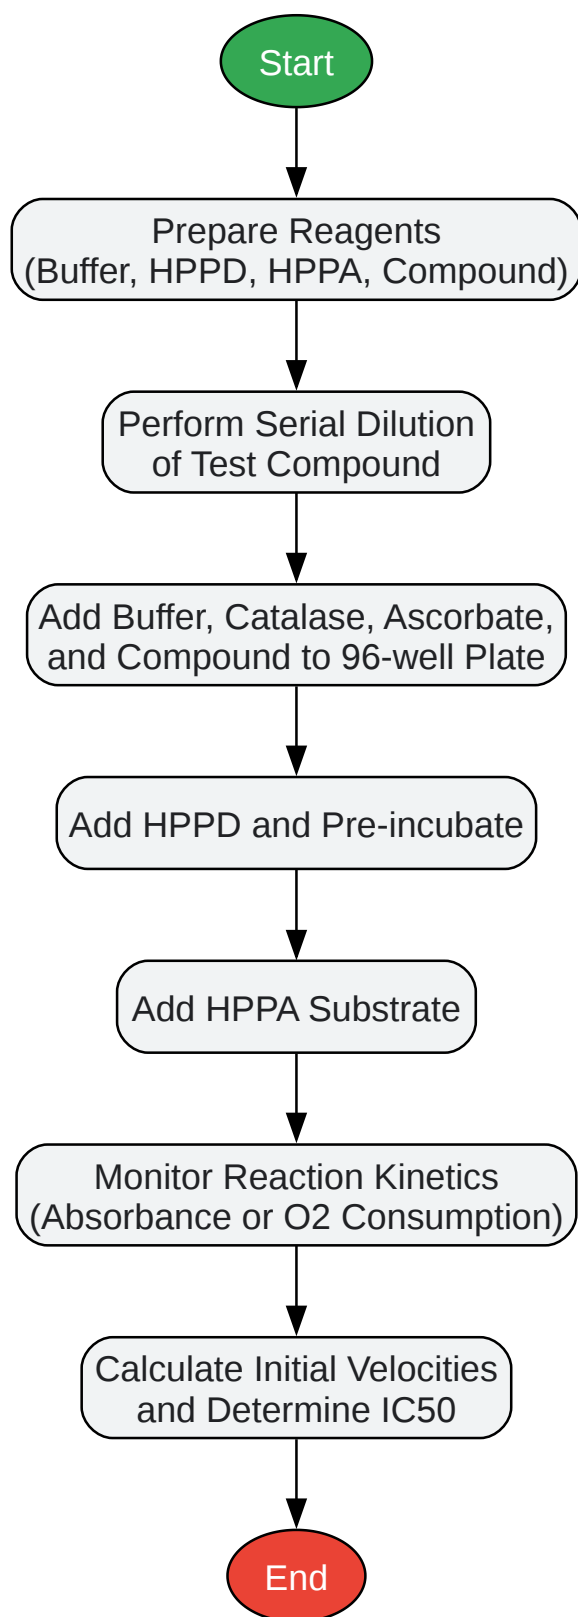 Start
Prepare Reagents
(Buffer, HPPD, HPPA, Compound)
Perform Serial Dilution
of Test Compound
Add Buffer, Catalase, Ascorbate,
and Compound to 96-well Plate
Add HPPD and Pre-incubate
Add HPPA Substrate
Monitor Reaction Kinetics
(Absorbance or O2 Consumption)
Calculate Initial Velocities
and Determine IC50
End